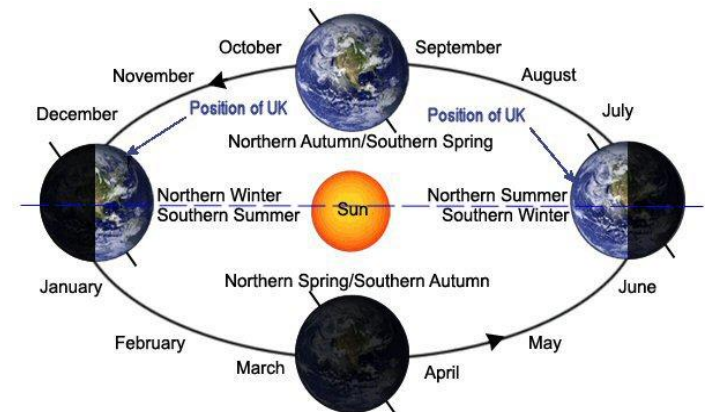 October
September
November
August
December
Position of UK
Position of UK
July
Northern Autumn/Southern Spring
Northern Winter
Southern Summer
Sun
Northern Summer
Southern Winter
January
Northern Spring/Southern Autumn
June
February
May
March
April